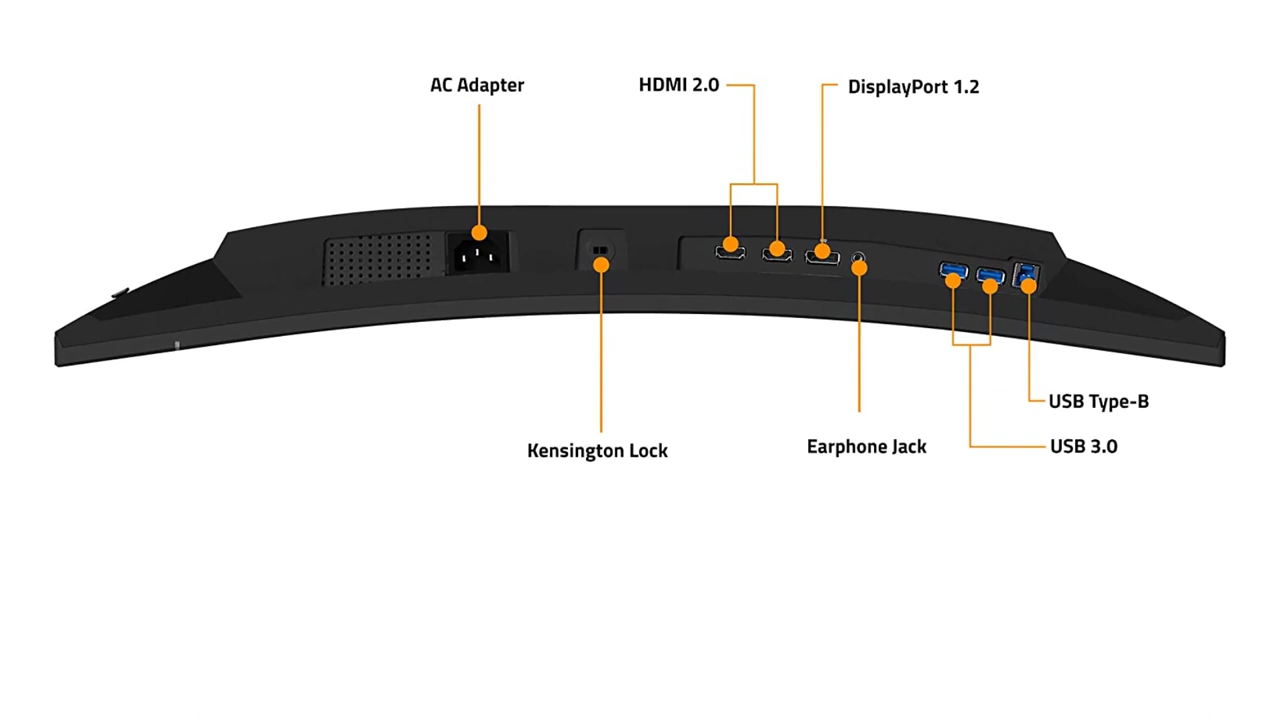 AC Adapter
HDMI 2.0
DisplayPort 1.2
Kensington Lock
Earphone Jack
USB Type-B
USB 3.0